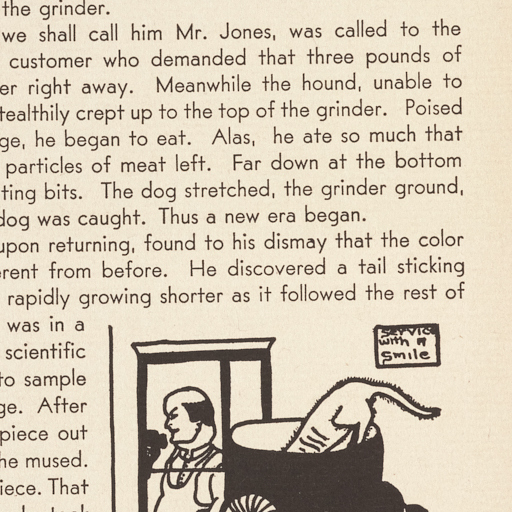 the grinder.
we shall call him Mr. Jones, was called to the
customer who demanded that three pounds of
er right away. Meanwhile the hound, unable to
tealthily crept up to the top of the grinder. Poised
ge, he began to eat. Alas, he ate so much that
particles of meat left. Far down at the bottom
ting bits. The dog stretched, the grinder ground,
dog was caught. Thus a new era began.
upon returning, found to his dismay that the color
erent from before. He discovered a tail sticking
rapidly growing shorter as it followed the rest of
was in a
scientific
to sample
ge. After
piece out
he mused.
iece. That
Service
with a
Smile